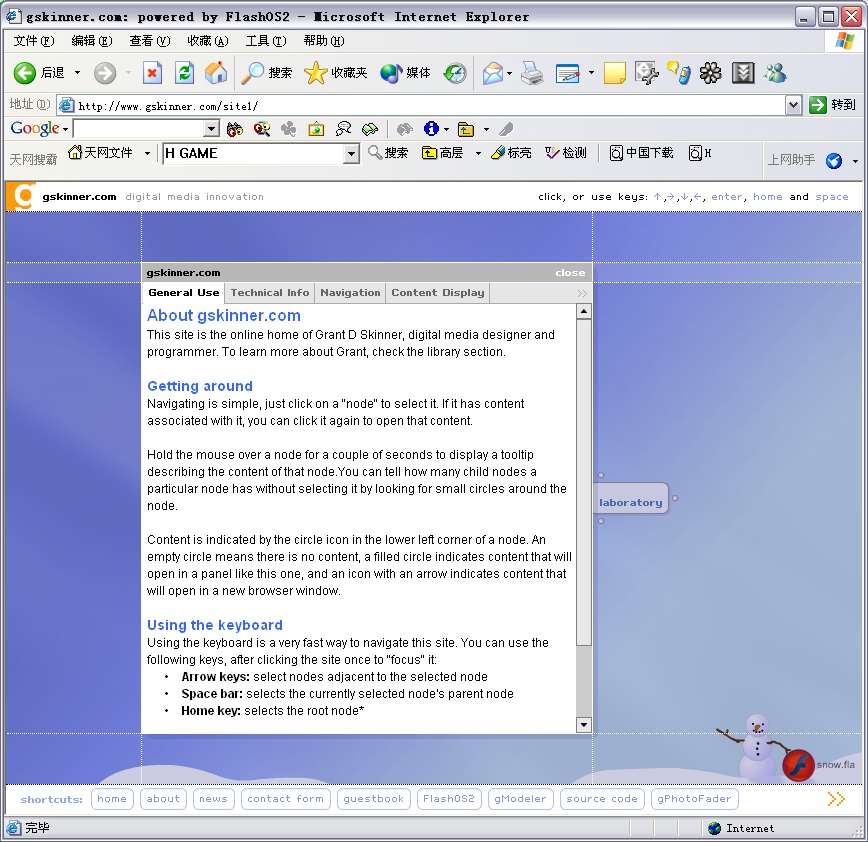 gskinner.com: powered by FlashOS2 - Microsoft Internet Explorer
文件(F) 编辑(E) 查看(V) 收藏(A) 工具(T) 帮助(H)
后退 搜索 收藏夹 媒体
地址(D) http://www.gskinner.com/site1/ 转到
Google
天网搜霸 天网文件 H GAME 搜索 高层 标亮 检测 中国下载 H 上网助手
g gskinner.com digital media innovation click, or use keys: ↑,→,↓,←, enter, home and space
gskinner.com close
General Use Technical Info Navigation Content Display >>
About gskinner.com
This site is the online home of Grant D Skinner, digital media designer and
programmer. To learn more about Grant, check the library section.
Getting around
Navigating is simple, just click on a "node" to select it. If it has content
associated with it, you can click it again to open that content.
Hold the mouse over a node for a couple of seconds to display a tooltip
describing the content of that node.You can tell how many child nodes a
particular node has without selecting it by looking for small circles around the
node.
laboratory
Content is indicated by the circle icon in the lower left corner of a node. An
empty circle means there is no content, a filled circle indicates content that will
open in a panel like this one, and an icon with an arrow indicates content that
will open in a new browser window.
Using the keyboard
Using the keyboard is a very fast way to navigate this site. You can use the
following keys, after clicking the site once to "focus" it:
• Arrow keys: select nodes adjacent to the selected node
• Space bar: selects the currently selected node's parent node
• Home key: selects the root node*
snow.fla
shortcuts: home about news contact form guestbook FlashOS2 gModeler source code gPhotoFader >>
完毕 Internet